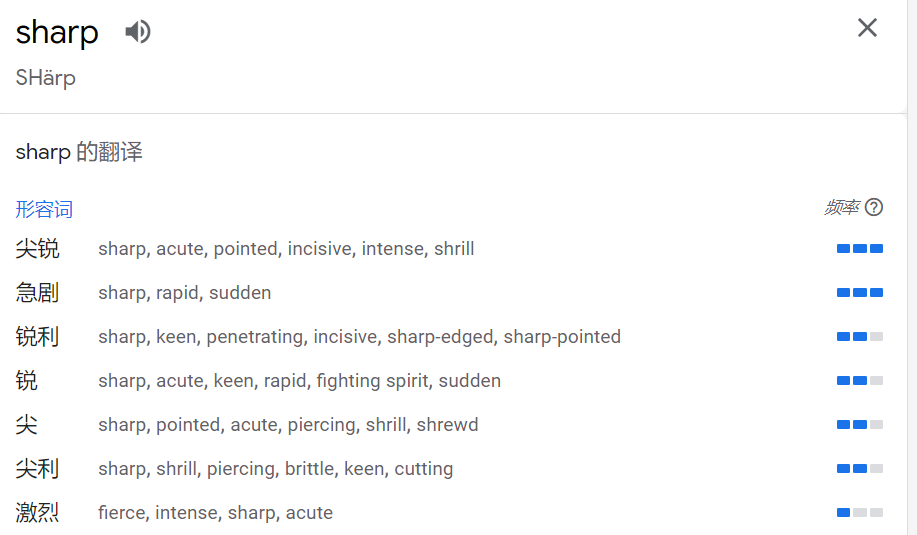 sharp
SHärp
sharp 的翻译
形容词 频率
尖锐 sharp, acute, pointed, incisive, intense, shrill
急剧 sharp, rapid, sudden
锐利 sharp, keen, penetrating, incisive, sharp-edged, sharp-pointed
锐 sharp, acute, keen, rapid, fighting spirit, sudden
尖 sharp, pointed, acute, piercing, shrill, shrewd
尖利 sharp, shrill, piercing, brittle, keen, cutting
激烈 fierce, intense, sharp, acute